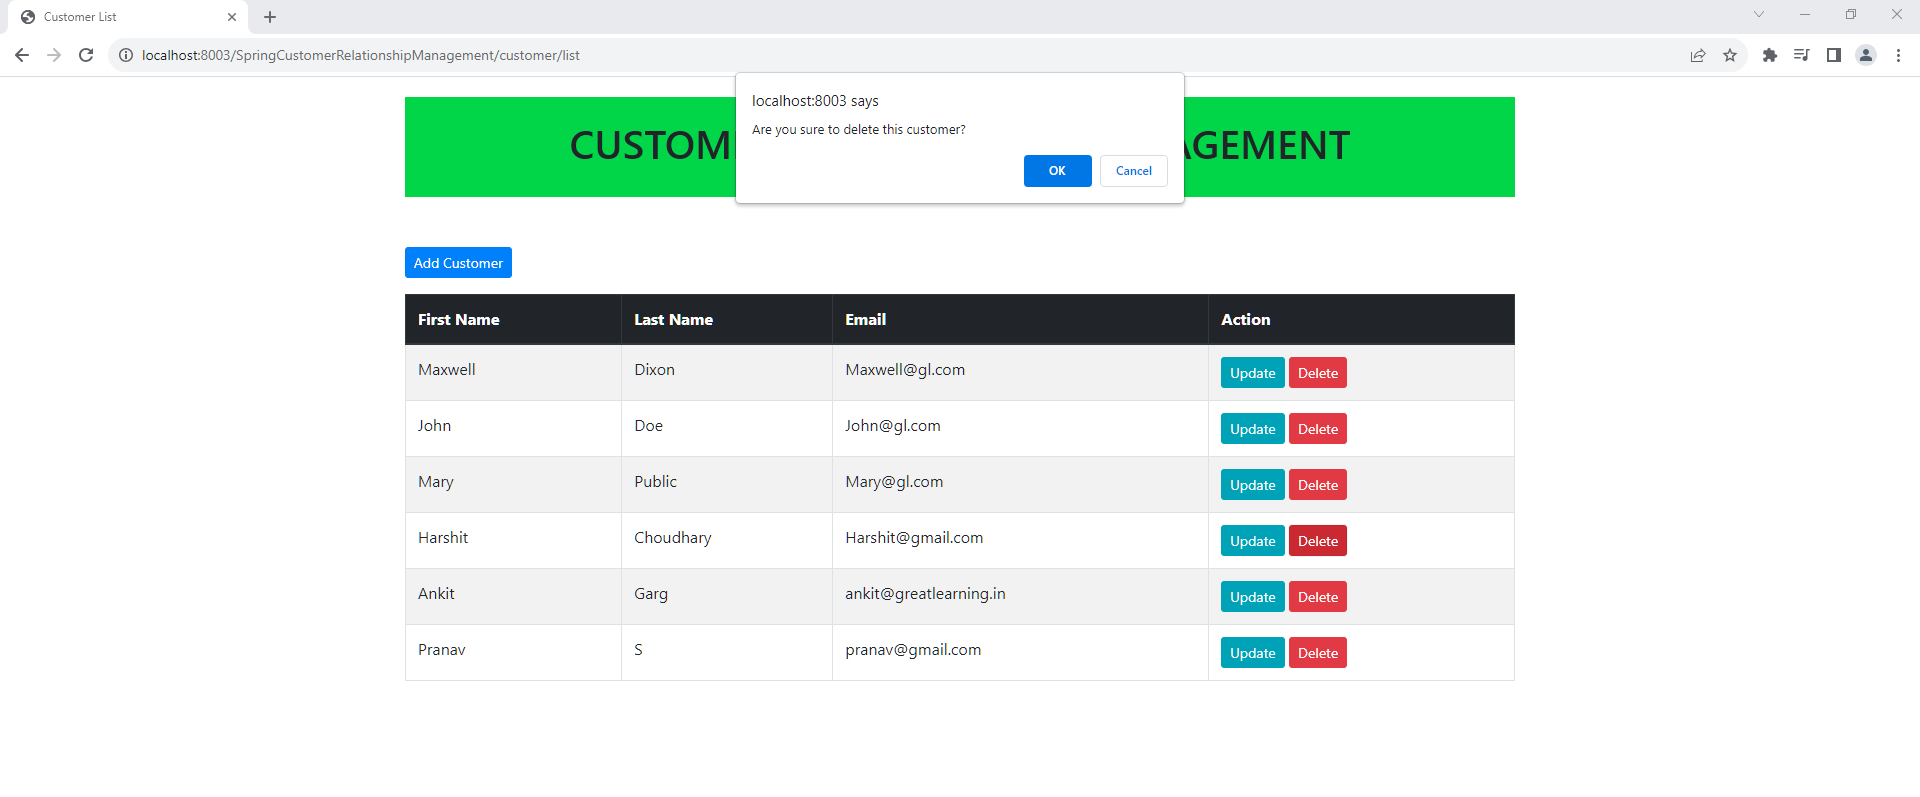 Customer List
localhost:8003/SpringCustomerRelationshipManagement/customer/list
localhost:8003 says
Are you sure to delete this customer?
OK Cancel
Add Customer
First Name Last Name Email Action
Maxwell Dixon Maxwell@gl.com Update Delete
John Doe John@gl.com Update Delete
Mary Public Mary@gl.com Update Delete
Harshit Choudhary Harshit@gmail.com Update Delete
Ankit Garg ankit@greatlearning.in Update Delete
Pranav S pranav@gmail.com Update Delete